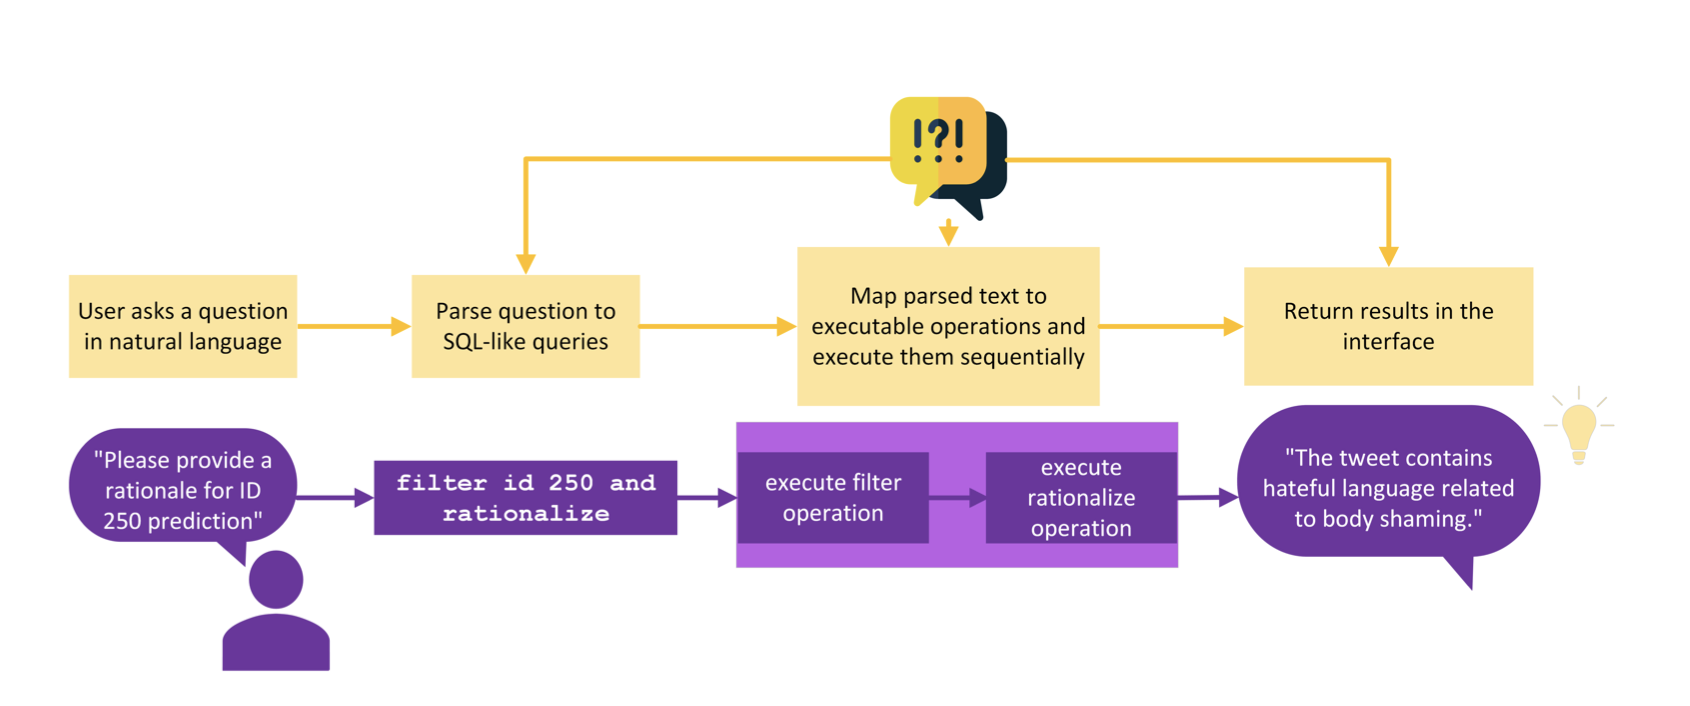 !?!
User asks a question
in natural language
Parse question to
SQL-like queries
Map parsed text to
executable operations and
execute them sequentially
Return results in the
interface
"Please provide a
rationale for ID
250 prediction"
filter id 250 and
rationalize
execute filter
operation
execute
rationalize
operation
"The tweet contains
hateful language related
to body shaming."